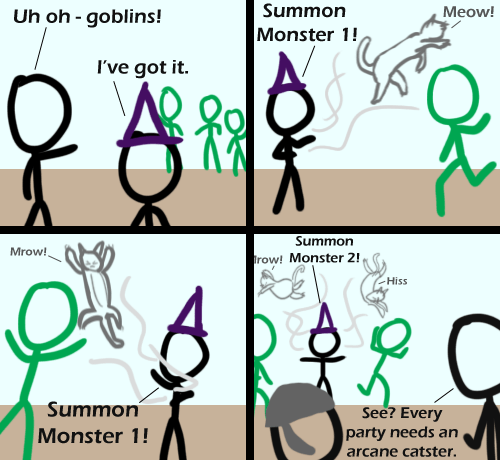 Uh oh - goblins!
I've got it.
Summon
Monster 1!
Meow!
Mrow!
Summon
Monster 1!
Summon
Monster 2!
Mrow!
Hiss
See? Every
party needs an
arcane catster.